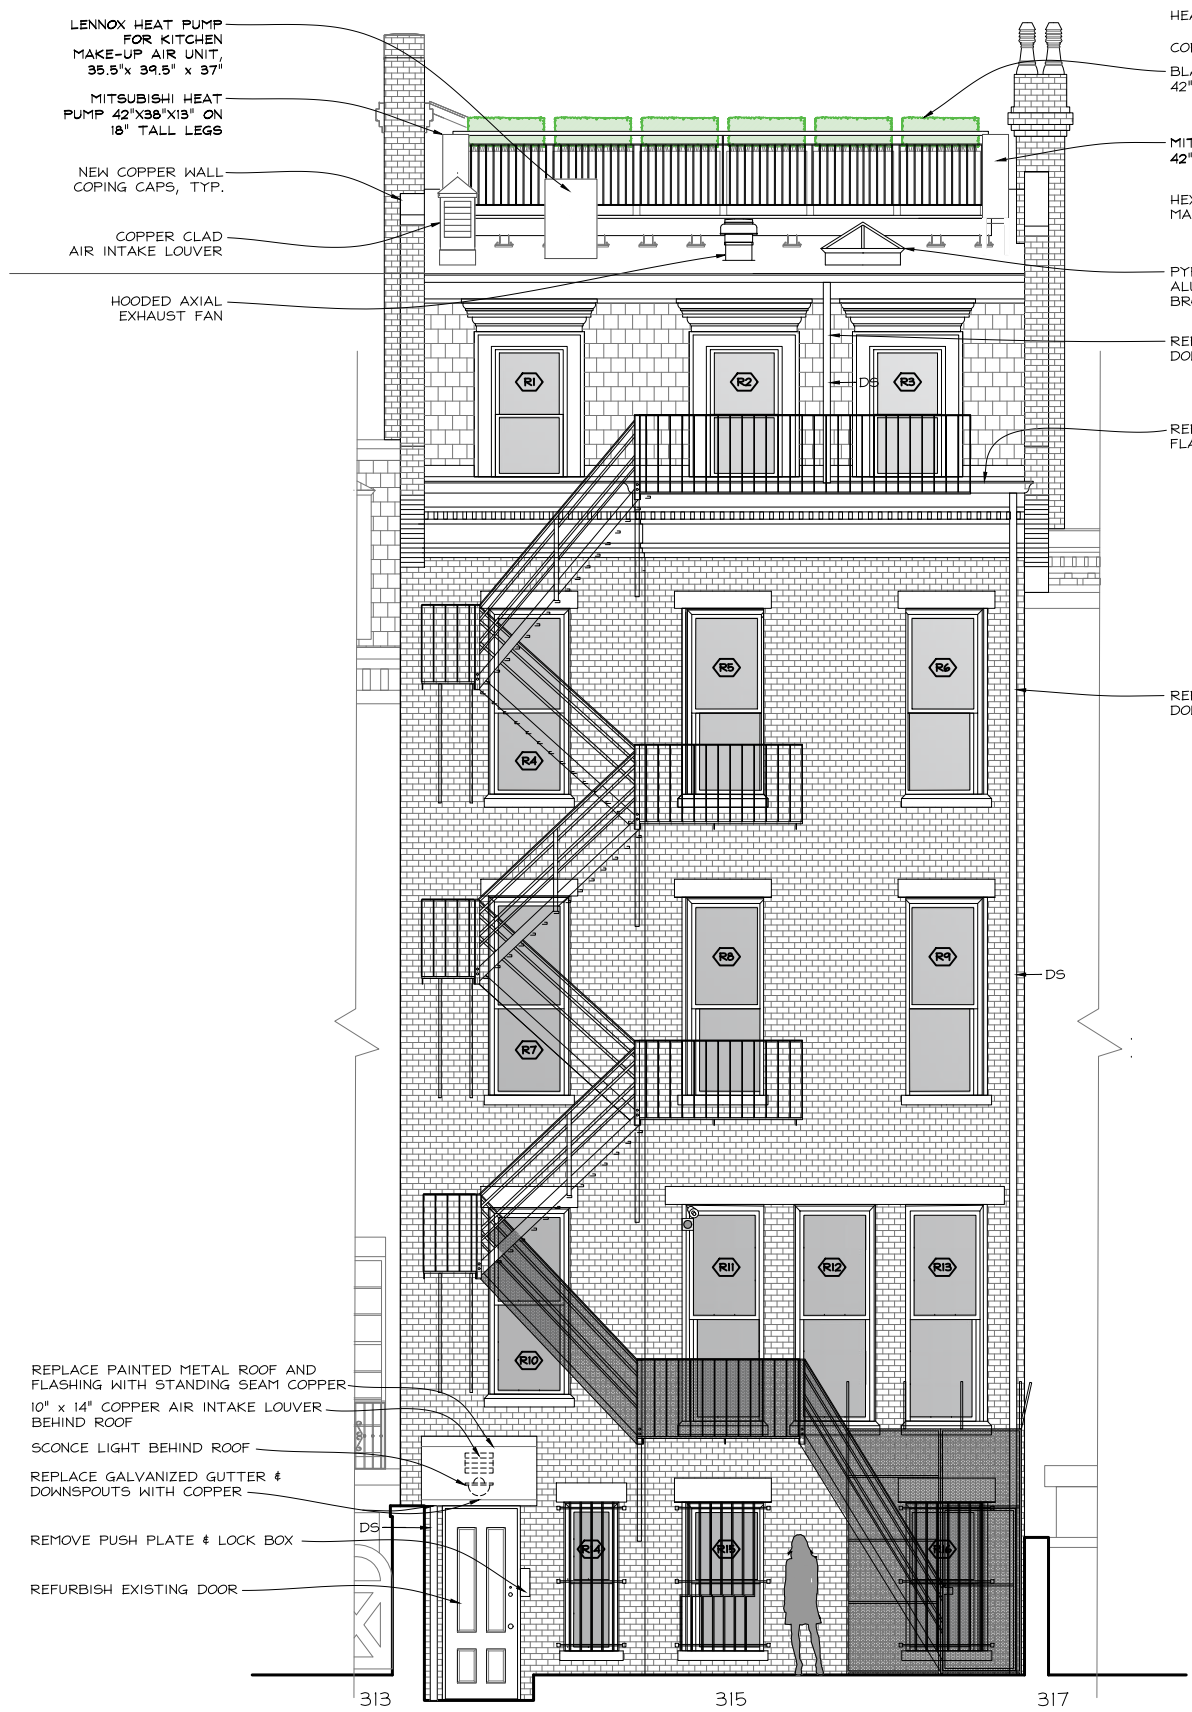 LENNOX HEAT PUMP
FOR KITCHEN
MAKE-UP AIR UNIT,
35.5"x 39.5" x 37"
MITSUBISHI HEAT
PUMP 42"X38"X13" ON
18" TALL LEGS
NEW COPPER WALL
COPING CAPS, TYP.
COPPER CLAD
AIR INTAKE LOUVER
HOODED AXIAL
EXHAUST FAN
42"
42"
R1
R2
R3
DS
R4
R5
R6
R7
R8
R9
DS
R10
R11
R12
R13
REPLACE PAINTED METAL ROOF AND
FLASHING WITH STANDING SEAM COPPER
10" x 14" COPPER AIR INTAKE LOUVER
BEHIND ROOF
SCONCE LIGHT BEHIND ROOF
REPLACE GALVANIZED GUTTER &
DOWNSPOUTS WITH COPPER
DS
REMOVE PUSH PLATE & LOCK BOX
REFURBISH EXISTING DOOR
R14
R15
R16
313
315
317